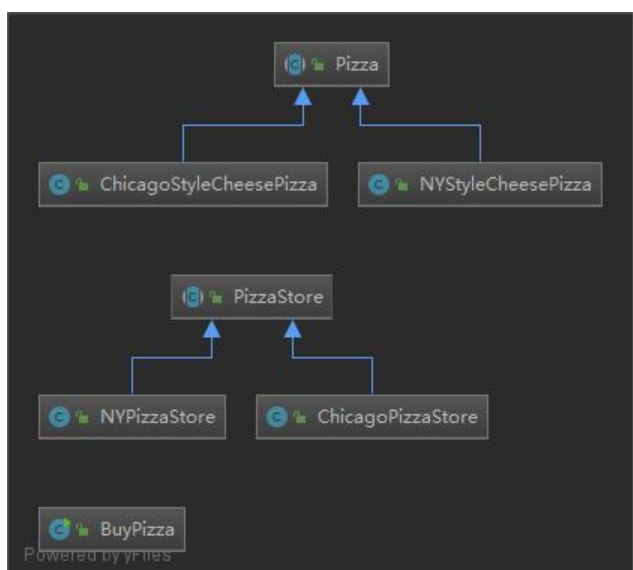 Pizza
ChicagoStyleCheesePizza
NYStyleCheesePizza
PizzaStore
NYPizzaStore
ChicagoPizzaStore
BuyPizza
Powered by yFiles